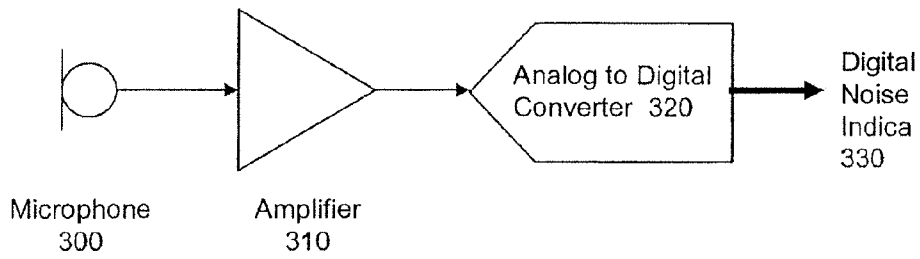 Analog to Digital
Converter 320
Digital
Noise
Indica
330
Microphone
300
Amplifier
310